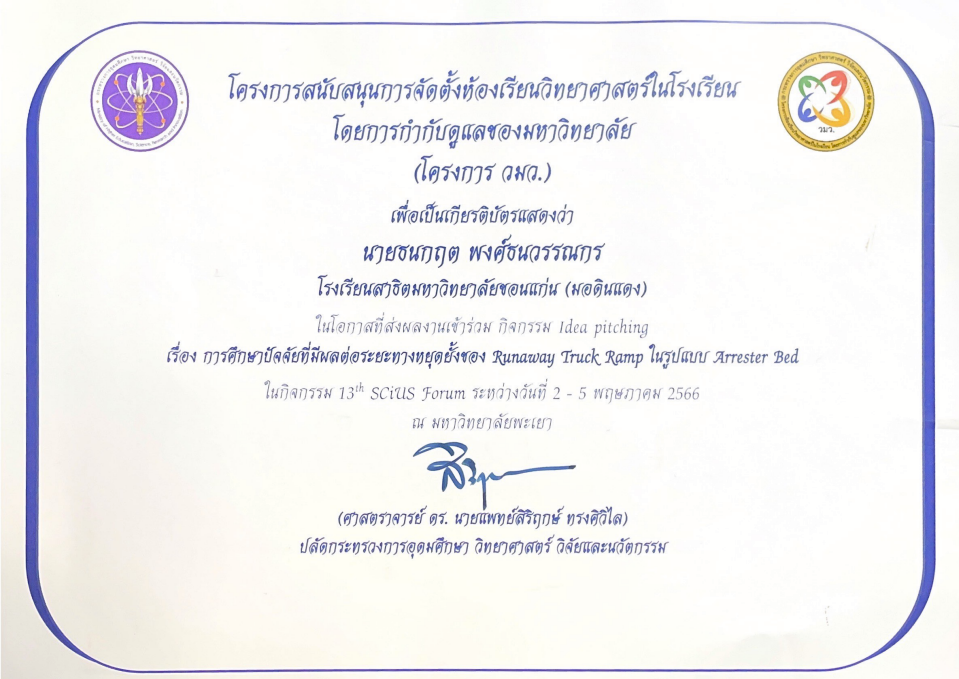 โครงการสนับสนุนการจัดตั้งห้องเรียนวิทยาศาสตร์ในโรงเรียน
โดยการกำกับดูแลของมหาวิทยาลัย
(โครงการ วมว.)
เพื่อเป็นเกียรติบัตรแสดงว่า
นายธนกฤต พงศ์ธนวรรณกร
โรงเรียนสาธิตมหาวิทยาลัยขอนแก่น (มอดินแดง)
ในโอกาสที่ส่งผลงานเข้าร่วม กิจกรรม Idea pitching
เรื่อง การศึกษาปัจจัยที่มีผลต่อระยะทางหยุดยั้งของ Runaway Truck Ramp ในรูปแบบ Arrester Bed
ในกิจกรรม 13th SCiUS Forum ระหว่างวันที่ 2 - 5 พฤษภาคม 2566
ณ มหาวิทยาลัยพะเยา
(ศาสตราจารย์ ดร. นายแพทย์สิริฤกษ์ ทรงศิวิไล)
ปลัดกระทรวงการอุดมศึกษา วิทยาศาสตร์ วิจัยและนวัตกรรม
วมว.